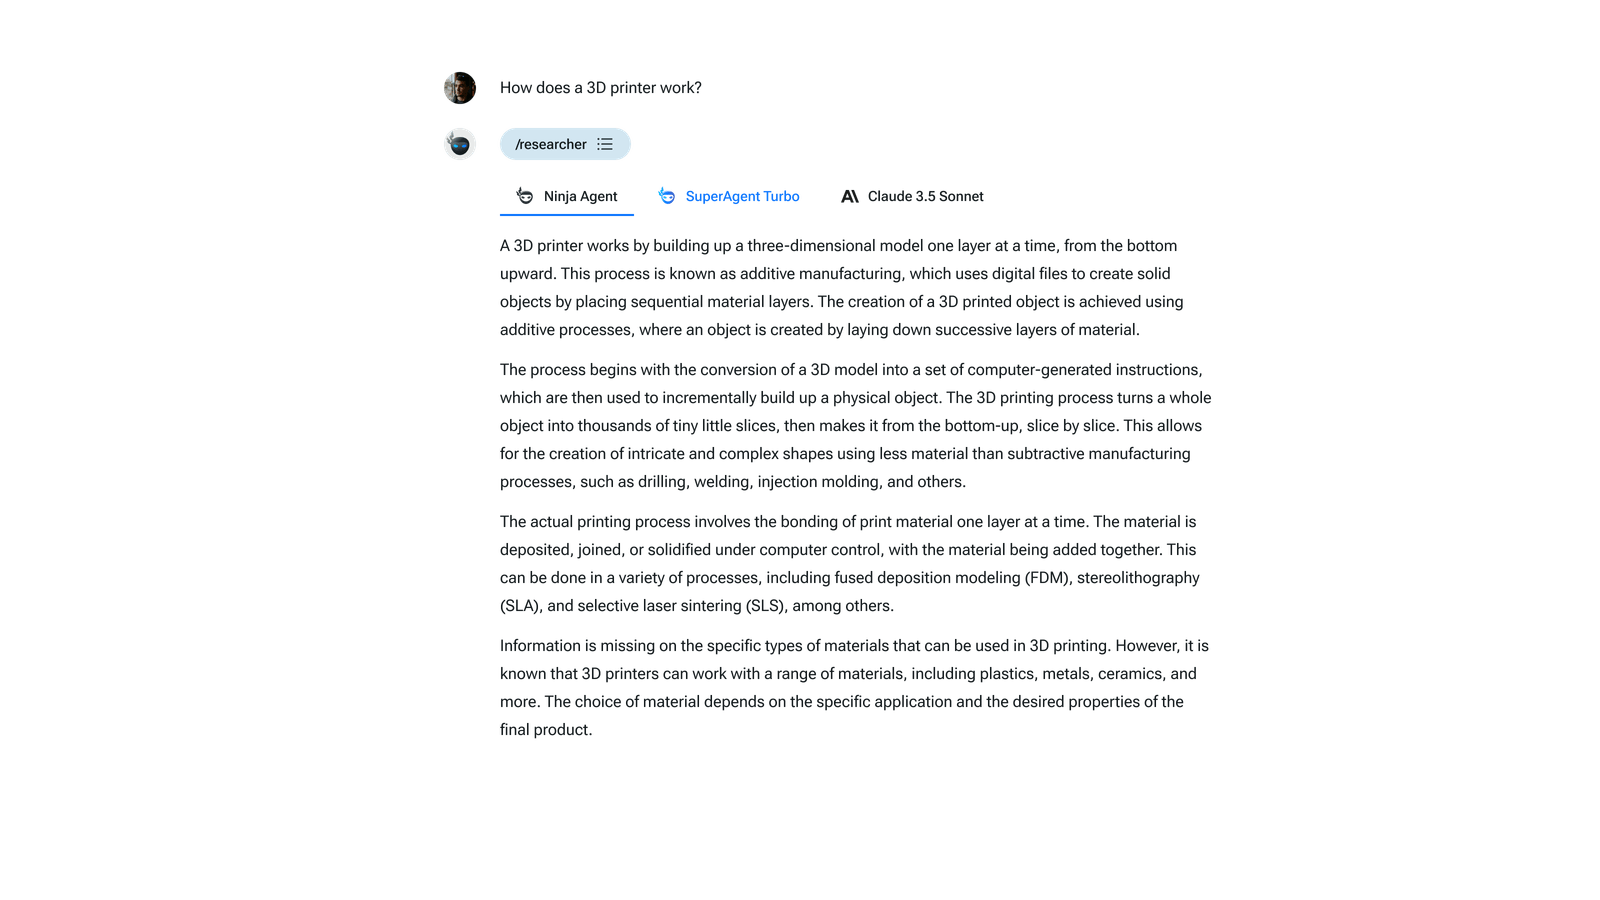 How does a 3D printer work?
/researcher
Ninja Agent SuperAgent Turbo Claude 3.5 Sonnet
A 3D printer works by building up a three-dimensional model one layer at a time, from the bottom
upward. This process is known as additive manufacturing, which uses digital files to create solid
objects by placing sequential material layers. The creation of a 3D printed object is achieved using
additive processes, where an object is created by laying down successive layers of material.
The process begins with the conversion of a 3D model into a set of computer-generated instructions,
which are then used to incrementally build up a physical object. The 3D printing process turns a whole
object into thousands of tiny little slices, then makes it from the bottom-up, slice by slice. This allows
for the creation of intricate and complex shapes using less material than subtractive manufacturing
processes, such as drilling, welding, injection molding, and others.
The actual printing process involves the bonding of print material one layer at a time. The material is
deposited, joined, or solidified under computer control, with the material being added together. This
can be done in a variety of processes, including fused deposition modeling (FDM), stereolithography
(SLA), and selective laser sintering (SLS), among others.
Information is missing on the specific types of materials that can be used in 3D printing. However, it is
known that 3D printers can work with a range of materials, including plastics, metals, ceramics, and
more. The choice of material depends on the specific application and the desired properties of the
final product.